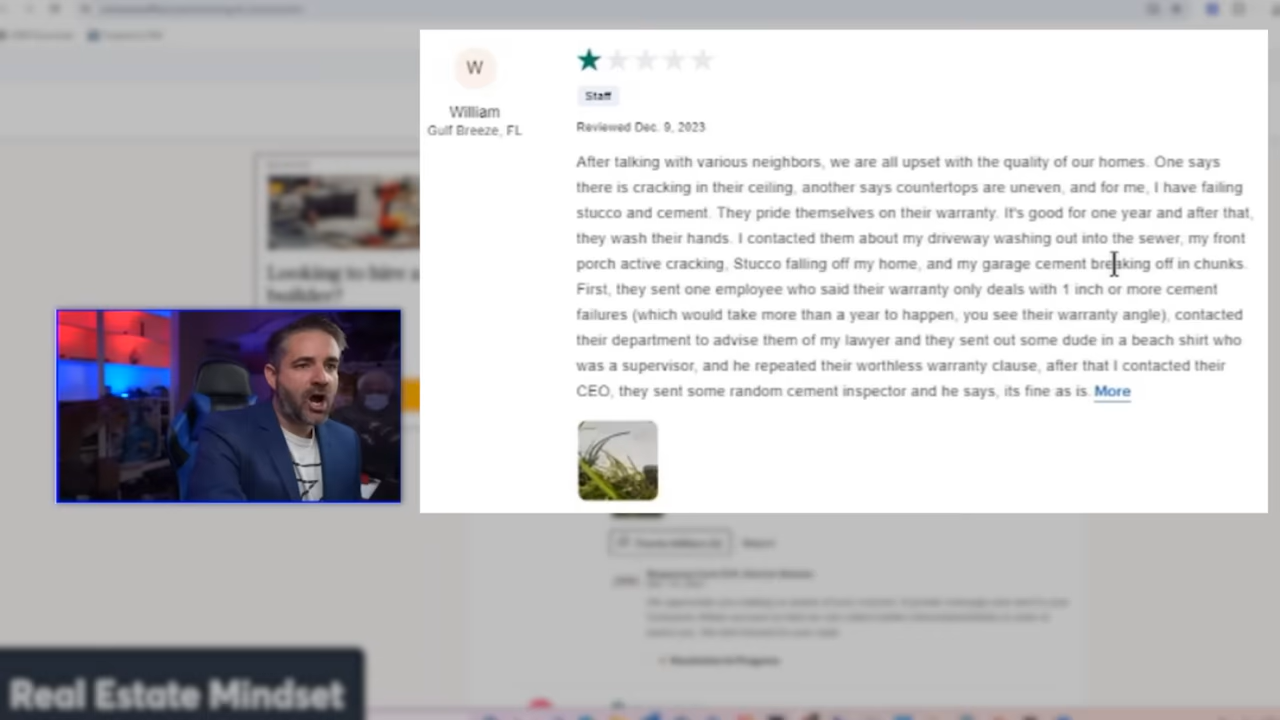 W
William
Gulf Breeze, FL
Staff
Reviewed Dec. 9, 2023
After talking with various neighbors, we are all upset with the quality of our homes. One says
there is cracking in their ceiling, another says countertops are uneven, and for me, I have failing
stucco and cement. They pride themselves on their warranty. It's good for one year and after that,
they wash their hands. I contacted them about my driveway washing out into the sewer, my front
porch active cracking, Stucco falling off my home, and my garage cement breaking off in chunks.
First, they sent one employee who said their warranty only deals with 1 inch or more cement
failures (which would take more than a year to happen, you see their warranty angle), contacted
their department to advise them of my lawyer and they sent out some dude in a beach shirt who
was a supervisor, and he repeated their worthless warranty clause, after that I contacted their
CEO, they sent some random cement inspector and he says, its fine as is. More
Looking to hire a
builder?
Real Estate Mindset